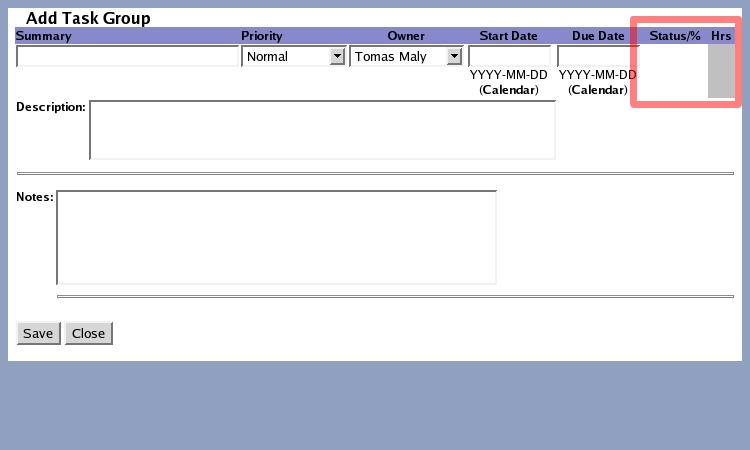 Add Task Group
Summary Priority Owner Start Date Due Date Status/% Hrs
Normal Tomas Maly
YYYY-MM-DD YYYY-MM-DD
(Calendar) (Calendar)
Description:
Notes:
Save Close